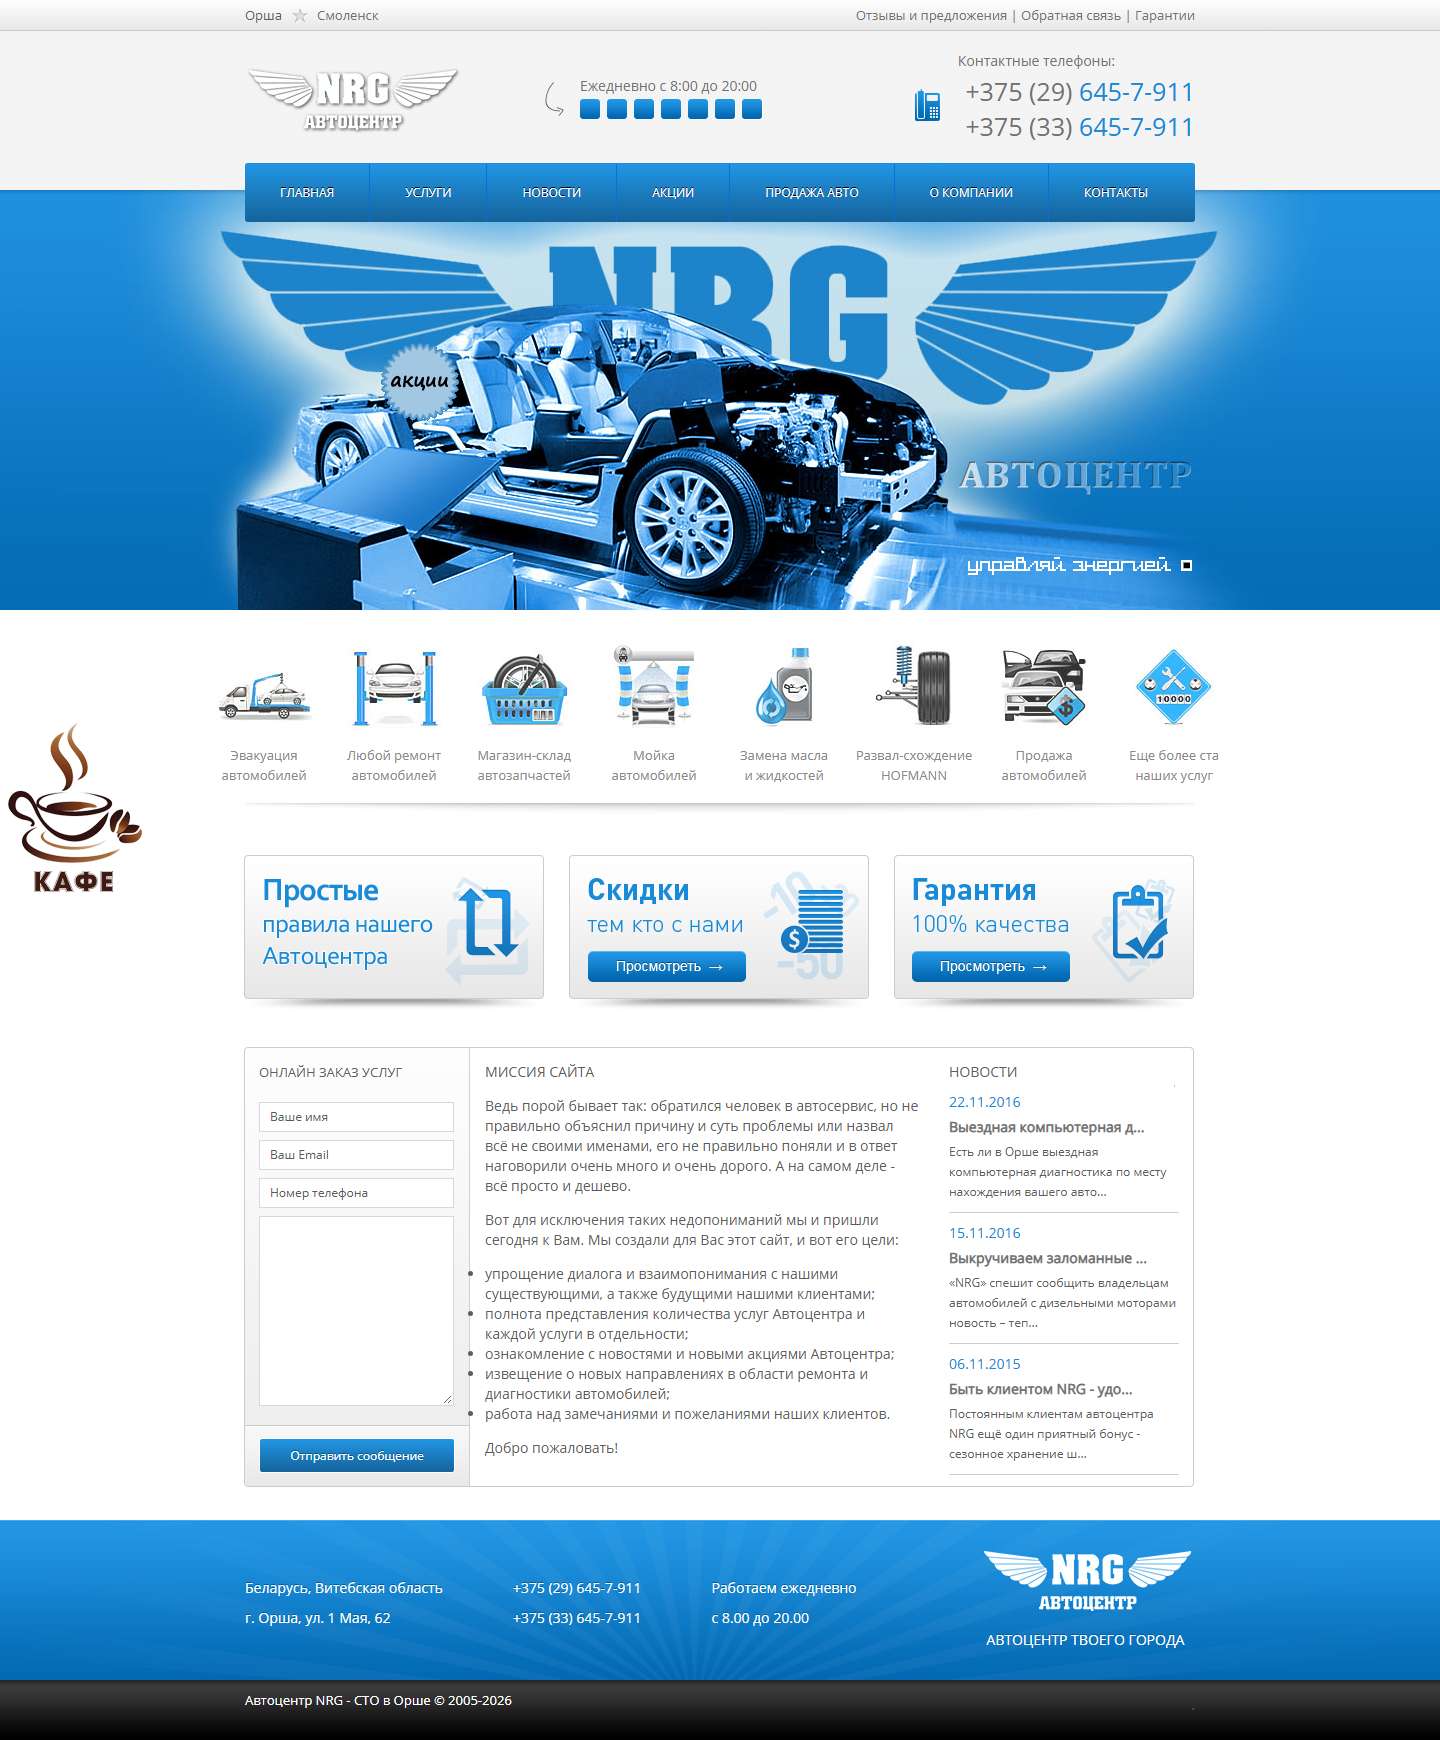 Орша Смоленск
Отзывы и предложения | Обратная связь | Гарантии
NRG
АВТОЦЕНТР
Ежедневно с 8:00 до 20:00
Контактные телефоны:
+375 (29) 645-7-911
+375 (33) 645-7-911
ГЛАВНАЯ УСЛУГИ НОВОСТИ АКЦИИ ПРОДАЖА АВТО О КОМПАНИИ КОНТАКТЫ
NRG
акции
АВТОЦЕНТР
управляй энергией
10000
Эвакуация
автомобилей
Любой ремонт
автомобилей
Магазин-склад
автозапчастей
Мойка
автомобилей
Замена масла
и жидкостей
Развал-схождение
HOFMANN
Продажа
автомобилей
Еще более ста
наших услуг
КАФЕ
Простые
правила нашего
Автоцентра
Скидки
тем кто с нами
Просмотреть →
-10
-50
Гарантия
100% качества
Просмотреть →
ОНЛАЙН ЗАКАЗ УСЛУГ
Ваше имя
Ваш Email
Номер телефона
Отправить сообщение
МИССИЯ САЙТА
Ведь порой бывает так: обратился человек в автосервис, но не
правильно объяснил причину и суть проблемы или назвал
всё не своими именами, его не правильно поняли и в ответ
наговорили очень много и очень дорого. А на самом деле -
всё просто и дешево.
Вот для исключения таких недопониманий мы и пришли
сегодня к Вам. Мы создали для Вас этот сайт, и вот его цели:
• упрощение диалога и взаимопонимания с нашими
существующими, а также будущими нашими клиентами;
• полнота представления количества услуг Автоцентра и
каждой услуги в отдельности;
• ознакомление с новостями и новыми акциями Автоцентра;
• извещение о новых направлениях в области ремонта и
диагностики автомобилей;
• работа над замечаниями и пожеланиями наших клиентов.
Добро пожаловать!
НОВОСТИ
22.11.2016
Выездная компьютерная д...
Есть ли в Орше выездная
компьютерная диагностика по месту
нахождения вашего авто...
15.11.2016
Выкручиваем заломанные ...
«NRG» спешит сообщить владельцам
автомобилей с дизельными моторами
новость – теп...
06.11.2015
Быть клиентом NRG - удо...
Постоянным клиентам автоцентра
NRG ещё один приятный бонус -
сезонное хранение ш...
Беларусь, Витебская область
г. Орша, ул. 1 Мая, 62
+375 (29) 645-7-911
+375 (33) 645-7-911
Работаем ежедневно
с 8.00 до 20.00
NRG
АВТОЦЕНТР
АВТОЦЕНТР ТВОЕГО ГОРОДА
Автоцентр NRG - СТО в Орше © 2005-2026